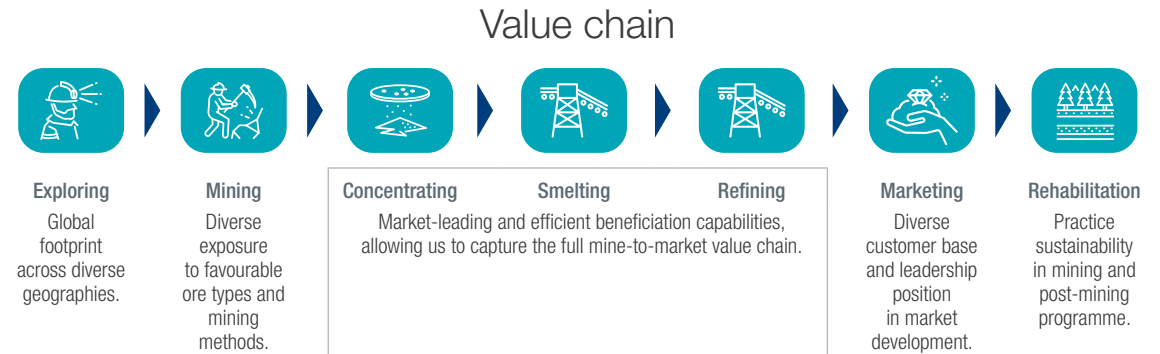 Value chain
Exploring
Global
footprint
across diverse
geographies.
Mining
Diverse
exposure
to favourable
ore types and
mining
methods.
Concentrating
Smelting
Refining
Market-leading and efficient beneficiation capabilities,
allowing us to capture the full mine-to-market value chain.
Marketing
Diverse
customer base
and leadership
position
in market
development.
Rehabilitation
Practice
sustainability
in mining and
post-mining
programme.